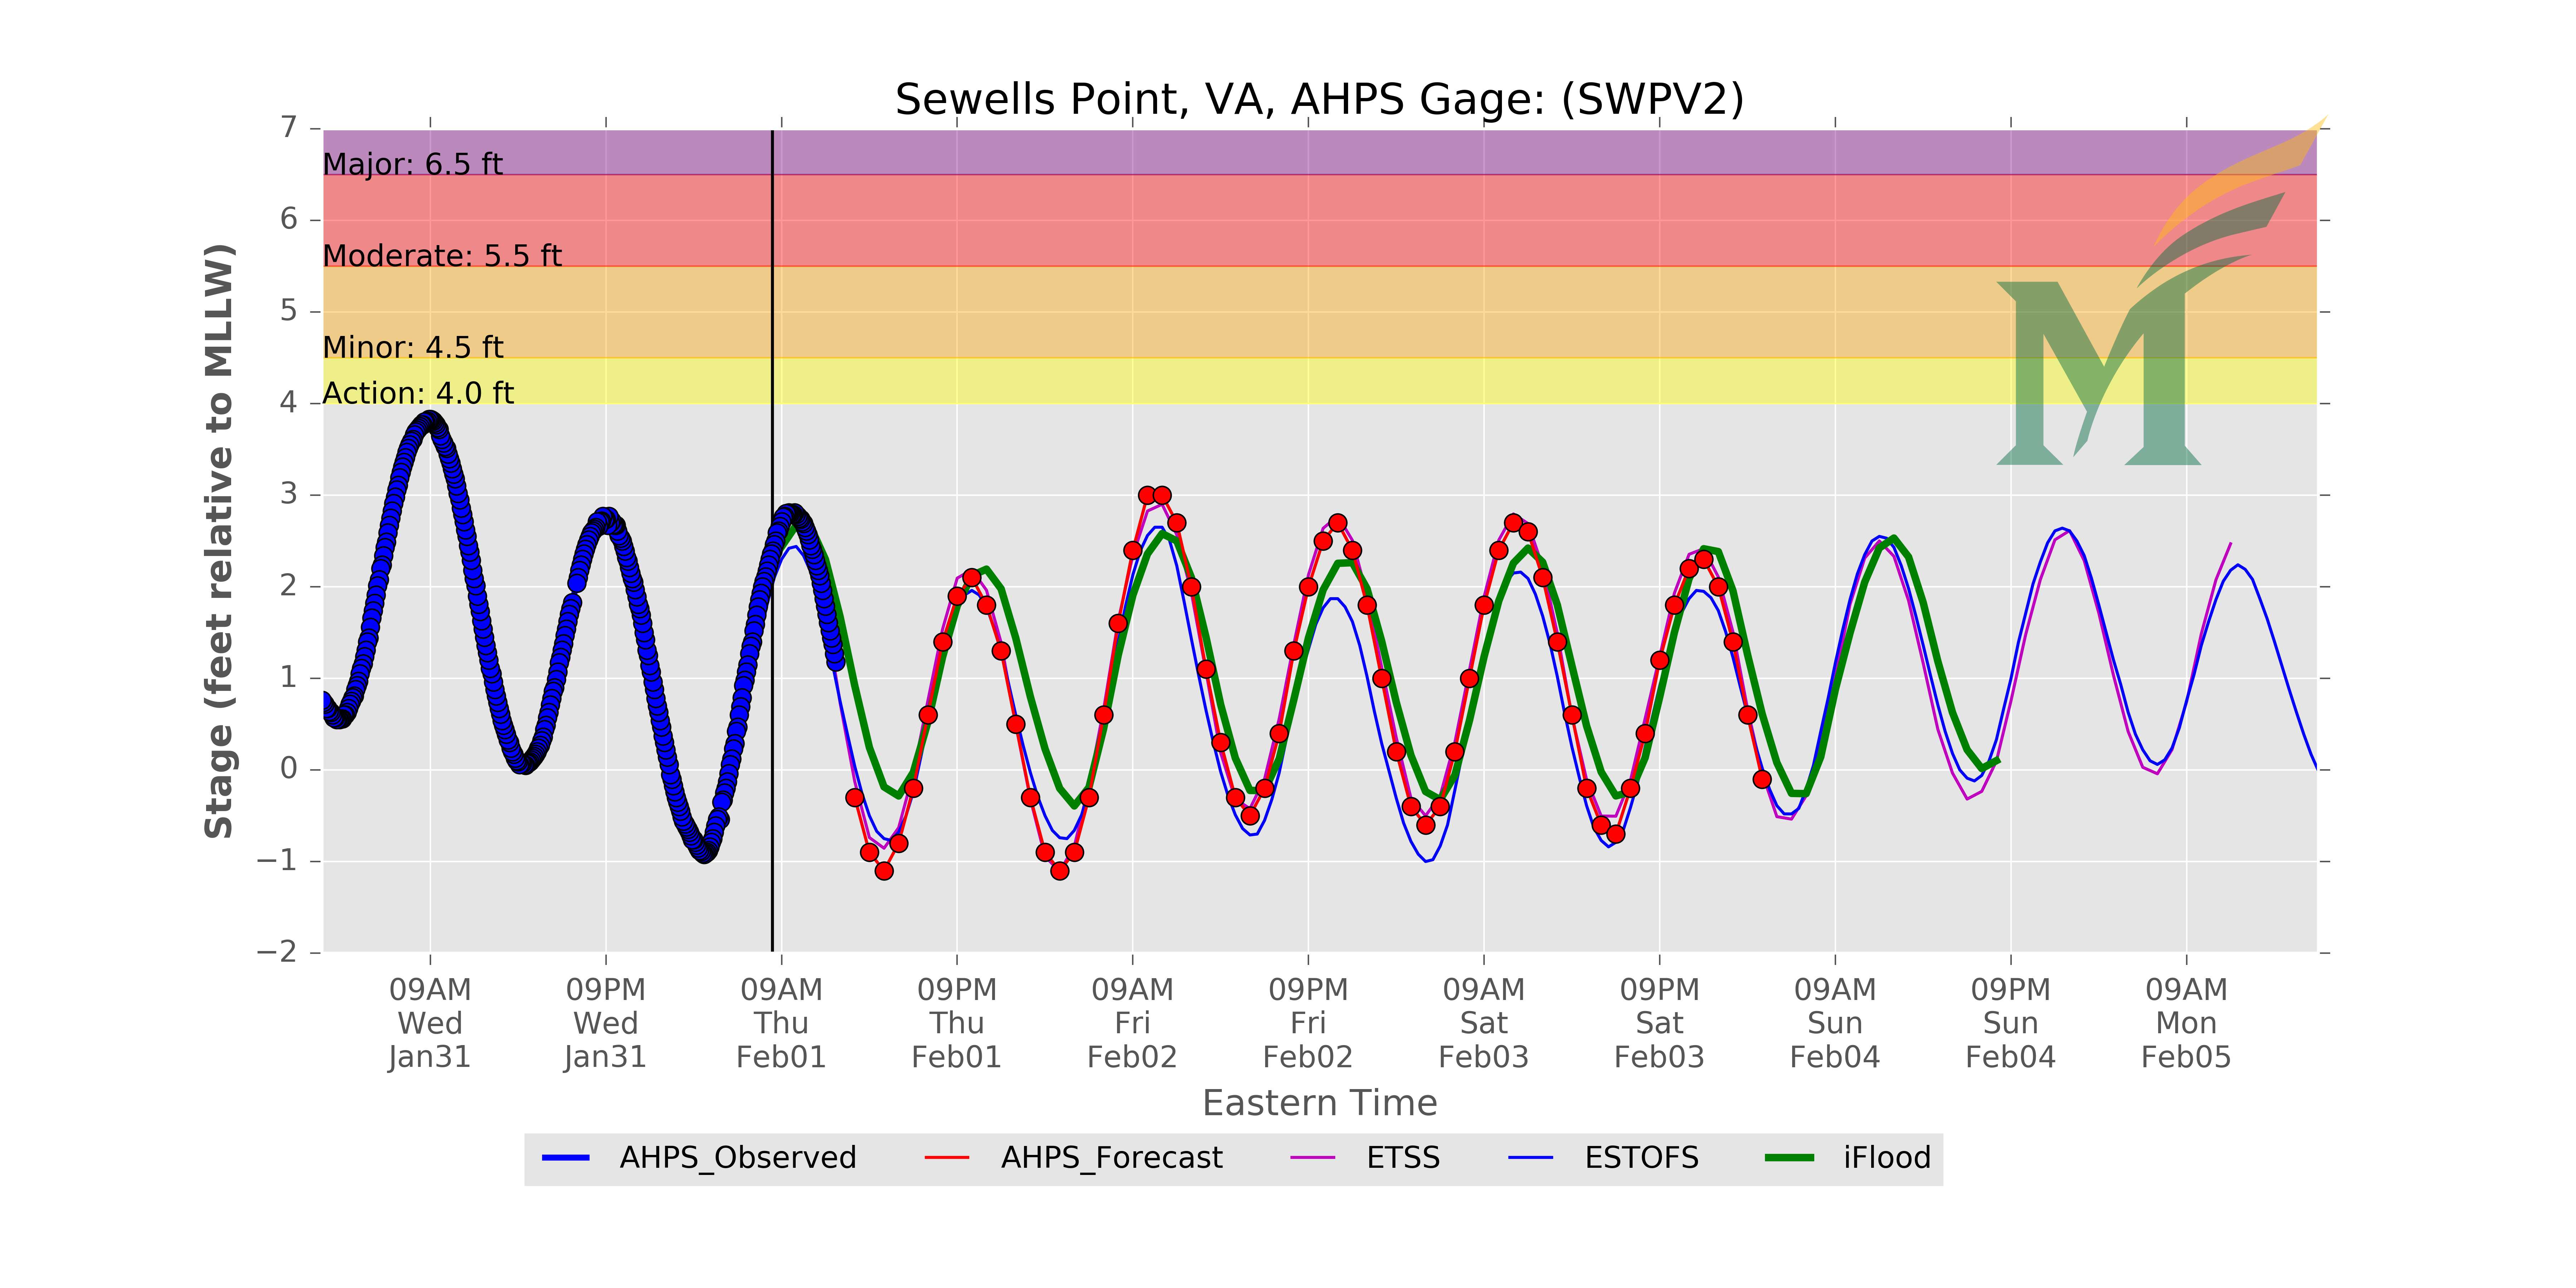 Sewells Point, VA, AHPS Gage: (SWPV2)
Stage (feet relative to MLLW)
7
6
5
4
3
2
1
0
−1
−2
Major: 6.5 ft
Moderate: 5.5 ft
Minor: 4.5 ft
Action: 4.0 ft
M
09AM Wed Jan31
09PM Wed Jan31
09AM Thu Feb01
09PM Thu Feb01
09AM Fri Feb02
09PM Fri Feb02
09AM Sat Feb03
09PM Sat Feb03
09AM Sun Feb04
09PM Sun Feb04
09AM Mon Feb05
Eastern Time
AHPS_Observed AHPS_Forecast ETSS ESTOFS iFlood